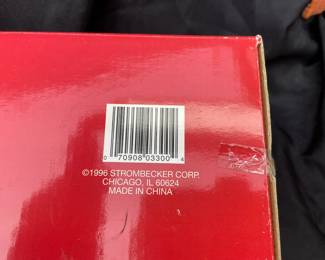 0 70908 03300 4
©1996 STROMBECKER CORP.
CHICAGO, IL 60624
MADE IN CHINA